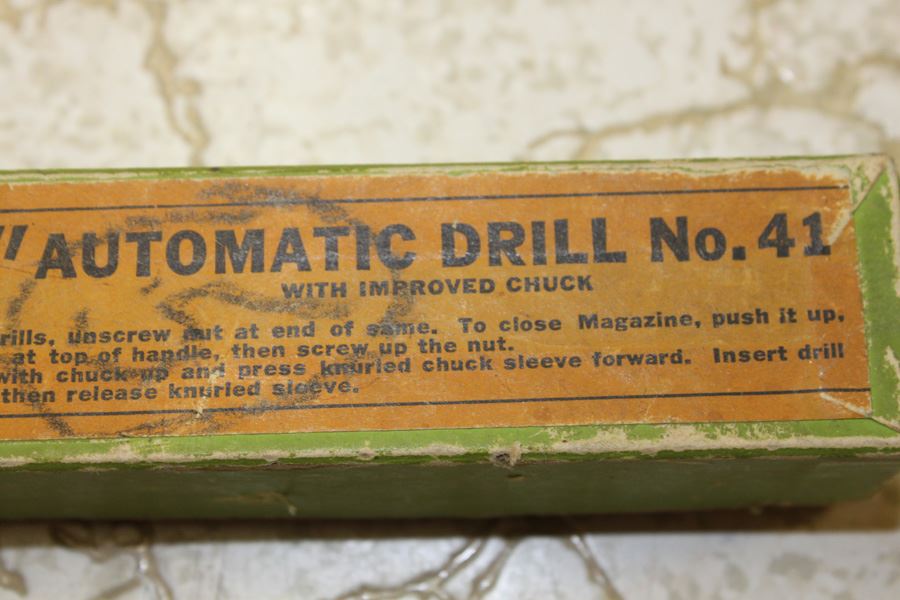 " AUTOMATIC DRILL No. 41
WITH IMPROVED CHUCK
rills, unscrew nut at end of same. To close Magazine, push it up,
at top of handle, then screw up the nut.
with chuck up and press knurled chuck sleeve forward. Insert drill
then release knurled sleeve.